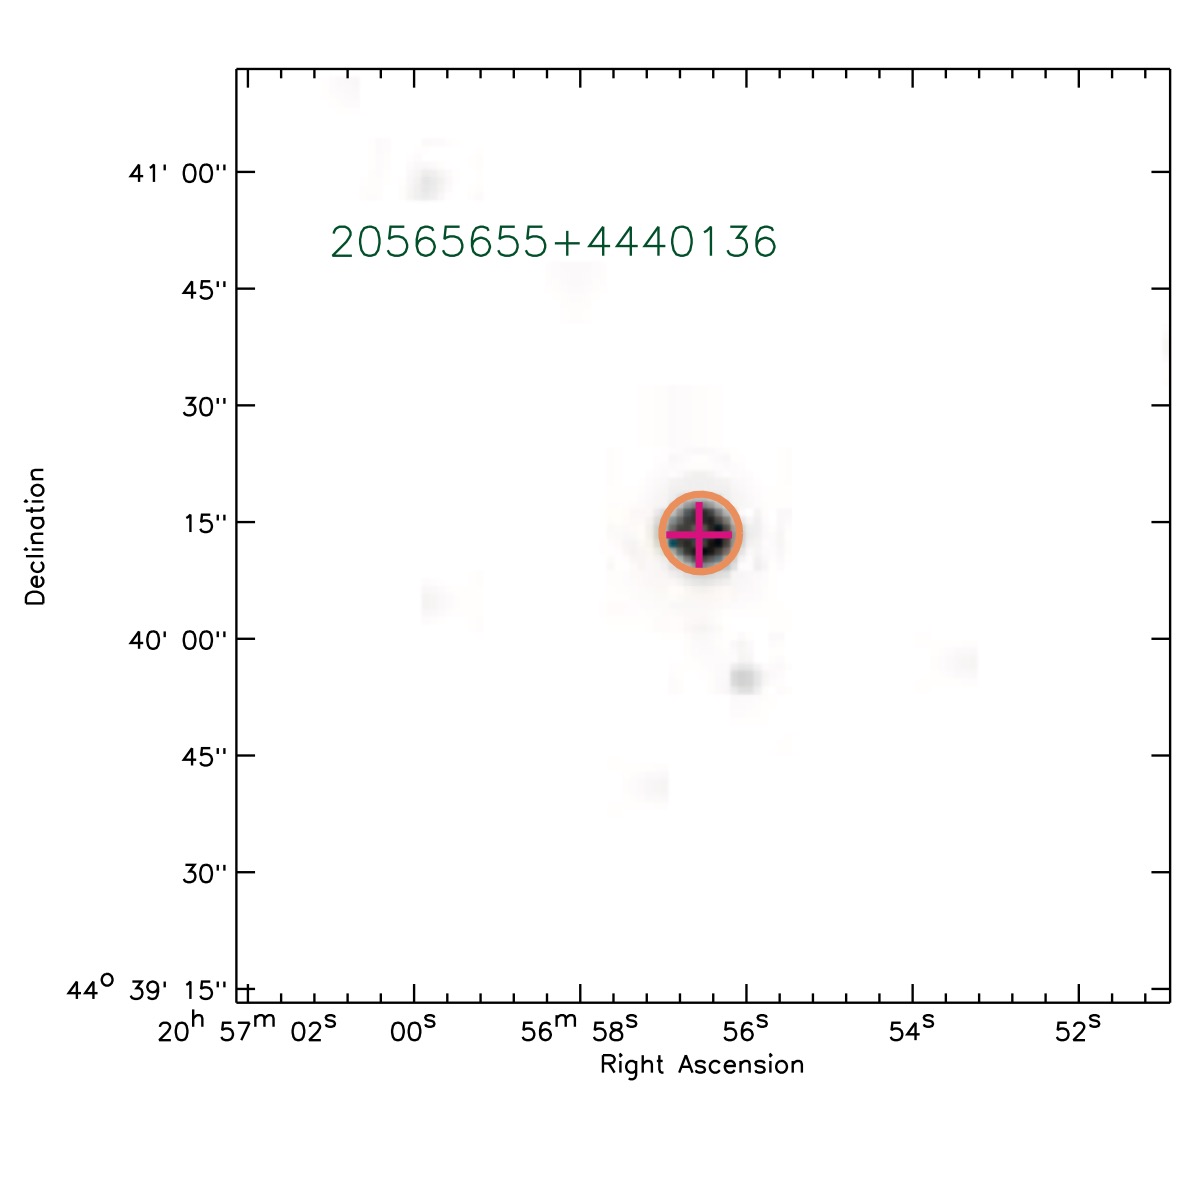 20565655+4440136
41' 00"
45"
30"
15"
40' 00"
45"
30"
44° 39' 15"
20h 57m 02s 00s 56m 58s 56s 54s 52s
Right Ascension
Declination